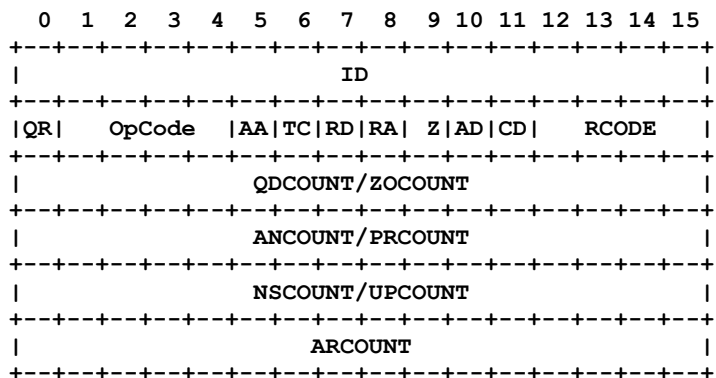 0 1 2 3 4 5 6 7 8 9 10 11 12 13 14 15
+--+--+--+--+--+--+--+--+--+--+--+--+--+--+--+--+
| ID |
+--+--+--+--+--+--+--+--+--+--+--+--+--+--+--+--+
|QR| OpCode |AA|TC|RD|RA| Z|AD|CD| RCODE |
+--+--+--+--+--+--+--+--+--+--+--+--+--+--+--+--+
| QDCOUNT/ZOCOUNT |
+--+--+--+--+--+--+--+--+--+--+--+--+--+--+--+--+
| ANCOUNT/PRCOUNT |
+--+--+--+--+--+--+--+--+--+--+--+--+--+--+--+--+
| NSCOUNT/UPCOUNT |
+--+--+--+--+--+--+--+--+--+--+--+--+--+--+--+--+
| ARCOUNT |
+--+--+--+--+--+--+--+--+--+--+--+--+--+--+--+--+